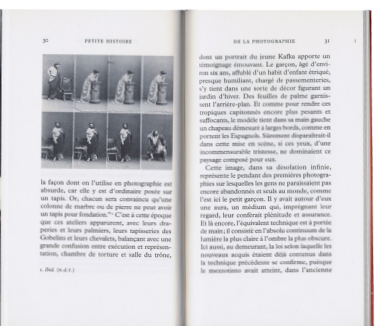 30 PETITE HISTOIRE
la façon dont on l'utilise en photographie est
absurde, car elle y est d'ordinaire posée sur
un tapis. Or, chacun sera convaincu que colonne de marbre ou de pierre ne peut avoir
un tapis pour fondation." C'est à cette époque
que ces ateliers apparurent, avec leurs dra-
peries et leurs palmiers, leurs tapisseries des
Gobelins et leurs chevalets, balançant avec une
grande confusion entre exécution et représen-
tation, chambre de torture et salle du trône,
1. Ibid. (n.d.t.)
DE LA PHOTOGRAPHIE 31
dont un portrait du jeune Kafka apporte un
témoignage émouvant. Le garçon, âgé d'envi-
ron six ans, affublé d'un habit d'enfant étriqué,
presque humiliant, chargé de passementeries,
s'y tient dans une sorte de décor figurant un
jardin d'hiver. Des feuilles de palme garnis-
sent l'arrière-plan. Et comme pour rendre ces
tropiques capitonnés encore plus pesants et
suffocants, le modèle tient dans sa main gauche
un chapeau démesuré à larges bords, comme en
portent les Espagnols. Sûrement disparaîtrait-il
dans cette mise en scène, si ces yeux, d'une
incommensurable tristesse, ne dominaient ce
paysage composé pour eux.
Cette image, dans sa désolation infinie,
représente le pendant des premières photogra-
phies sur lesquelles les gens ne paraissaient pas
encore abandonnés et seuls au monde, comme
l'est ici le petit garçon. Il y avait autour d'eux
une aura, un médium qui, imprégnant leur
regard, leur conférait plénitude et assurance.
Et là encore, l'équivalent technique est à portée
de main ; il consiste en l'absolu continuum de la
lumière la plus claire à l'ombre la plus obscure.
Ici aussi, au demeurant, la loi selon laquelle les
nouveaux acquis étaient déjà contenus dans
la technique précédente se confirme, puisque
le mezzotinto avait atteint, dans l'ancienne